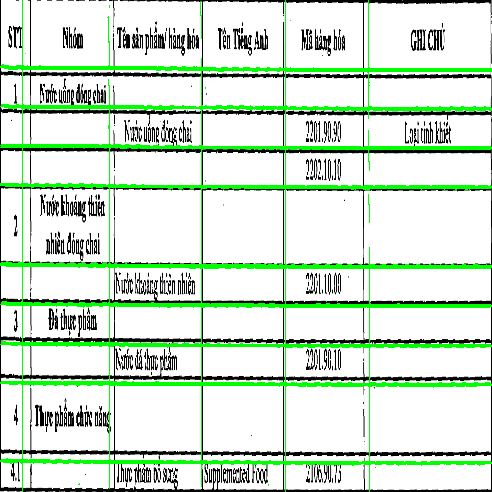 STT Nhóm Tên sản phẩm/ hàng hóa Tên Tiếng Anh Mã hàng hóa GHI CHÚ
1 Nước uống đóng chai
Nước uống đóng chai 2201.90.90 Loại tinh khiết
2202.10.10
2 Nước khoáng thiên
nhiên đóng chai
Nước khoáng thiên nhiên 2201.10.00
3 Đá thực phẩm
Nước đá thực phẩm 2201.90.10
4 Thực phẩm chức năng
4.1 Thực phẩm bổ sung Supplemented Food 2106.90.73